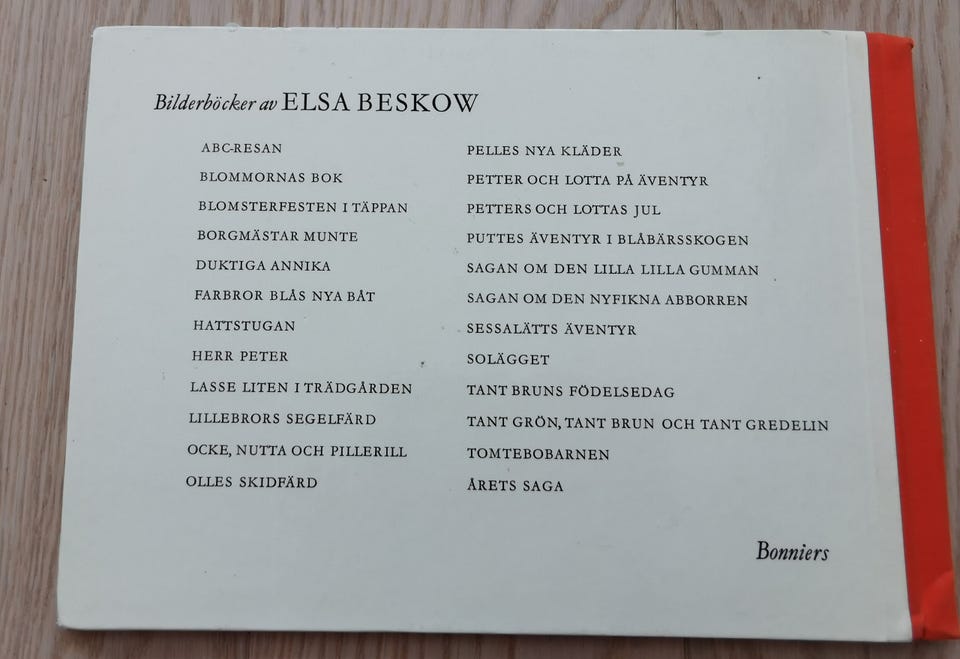 Bilderböcker av ELSA BESKOW
ABC-RESAN
BLOMMORNAS BOK
BLOMSTERFESTEN I TÄPPAN
BORGMÄSTAR MUNTE
DUKTIGA ANNIKA
FARBROR BLÅS NYA BÅT
HATTSTUGAN
HERR PETER
LASSE LITEN I TRÄDGÅRDEN
LILLEBRORS SEGELFÄRD
OCKE, NUTTA OCH PILLERILL
OLLES SKIDFÄRD
PELLES NYA KLÄDER
PETTER OCH LOTTA PÅ ÄVENTYR
PETTERS OCH LOTTAS JUL
PUTTES ÄVENTYR I BLÅBÄRSSKOGEN
SAGAN OM DEN LILLA LILLA GUMMAN
SAGAN OM DEN NYFIKNA ABBORREN
SESSALÄTTS ÄVENTYR
SOLÄGGET
TANT BRUNS FÖDELSEDAG
TANT GRÖN, TANT BRUN OCH TANT GREDELIN
TOMTEBOBARNEN
ÅRETS SAGA
Bonniers